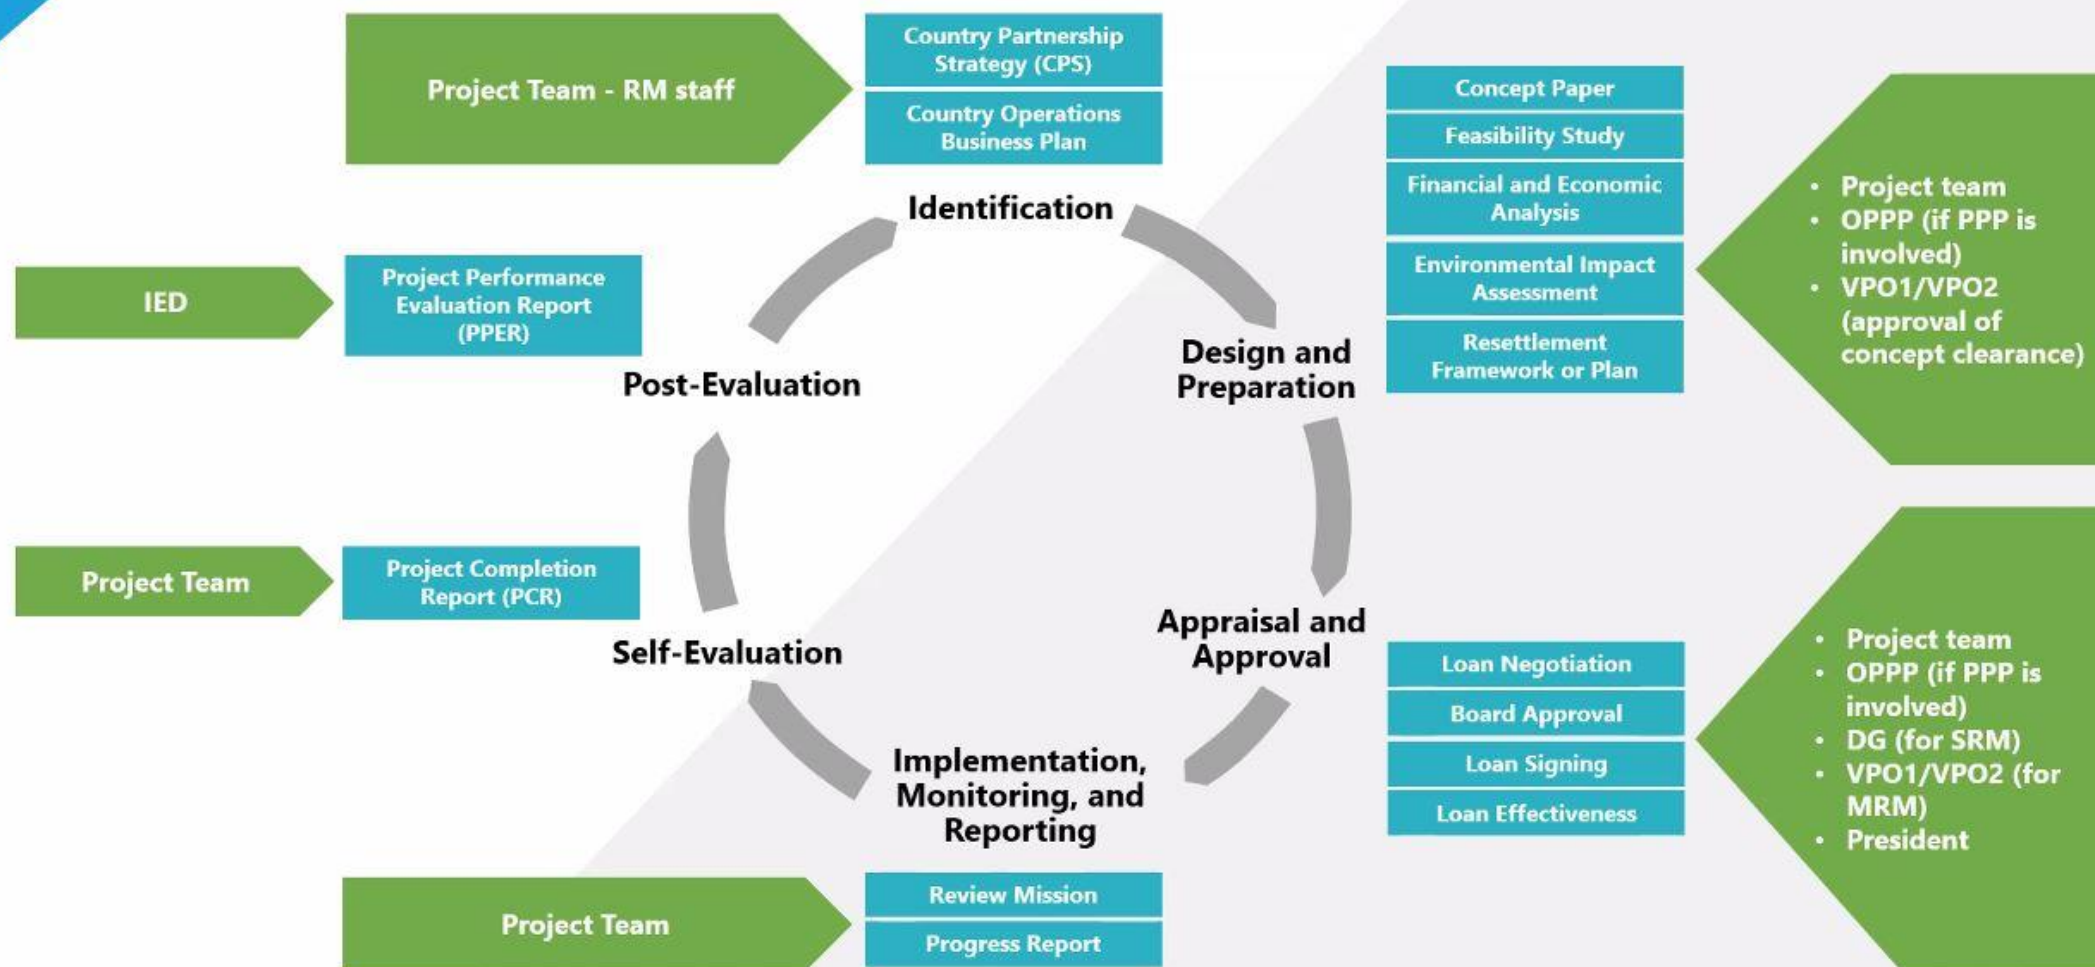 Project Team - RM staff
Country Partnership
Strategy (CPS)
Country Operations
Business Plan
Identification
Concept Paper
Feasibility Study
Financial and Economic
Analysis
Environmental Impact
Assessment
Resettlement
Framework or Plan
• Project team
• OPPP (if PPP is
involved)
• VPO1/VPO2
(approval of
concept clearance)
Design and
Preparation
IED
Project Performance
Evaluation Report
(PPER)
Post-Evaluation
Project Team
Project Completion
Report (PCR)
Self-Evaluation
Appraisal and
Approval
Loan Negotiation
Board Approval
Loan Signing
Loan Effectiveness
• Project team
• OPPP (if PPP is
involved)
• DG (for SRM)
• VPO1/VPO2 (for
MRM)
• President
Implementation,
Monitoring, and
Reporting
Project Team
Review Mission
Progress Report